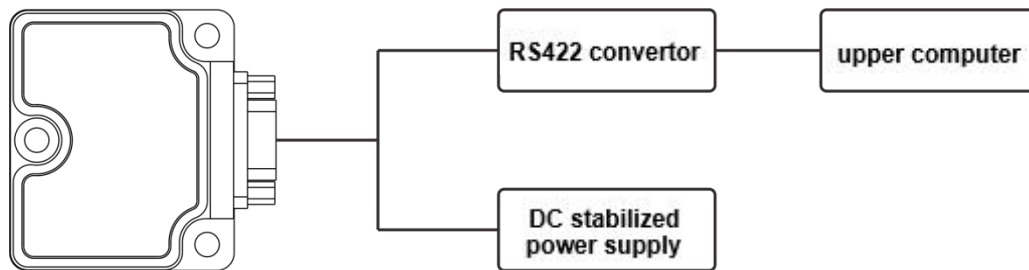 RS422 convertor
upper computer
DC stabilized
power supply